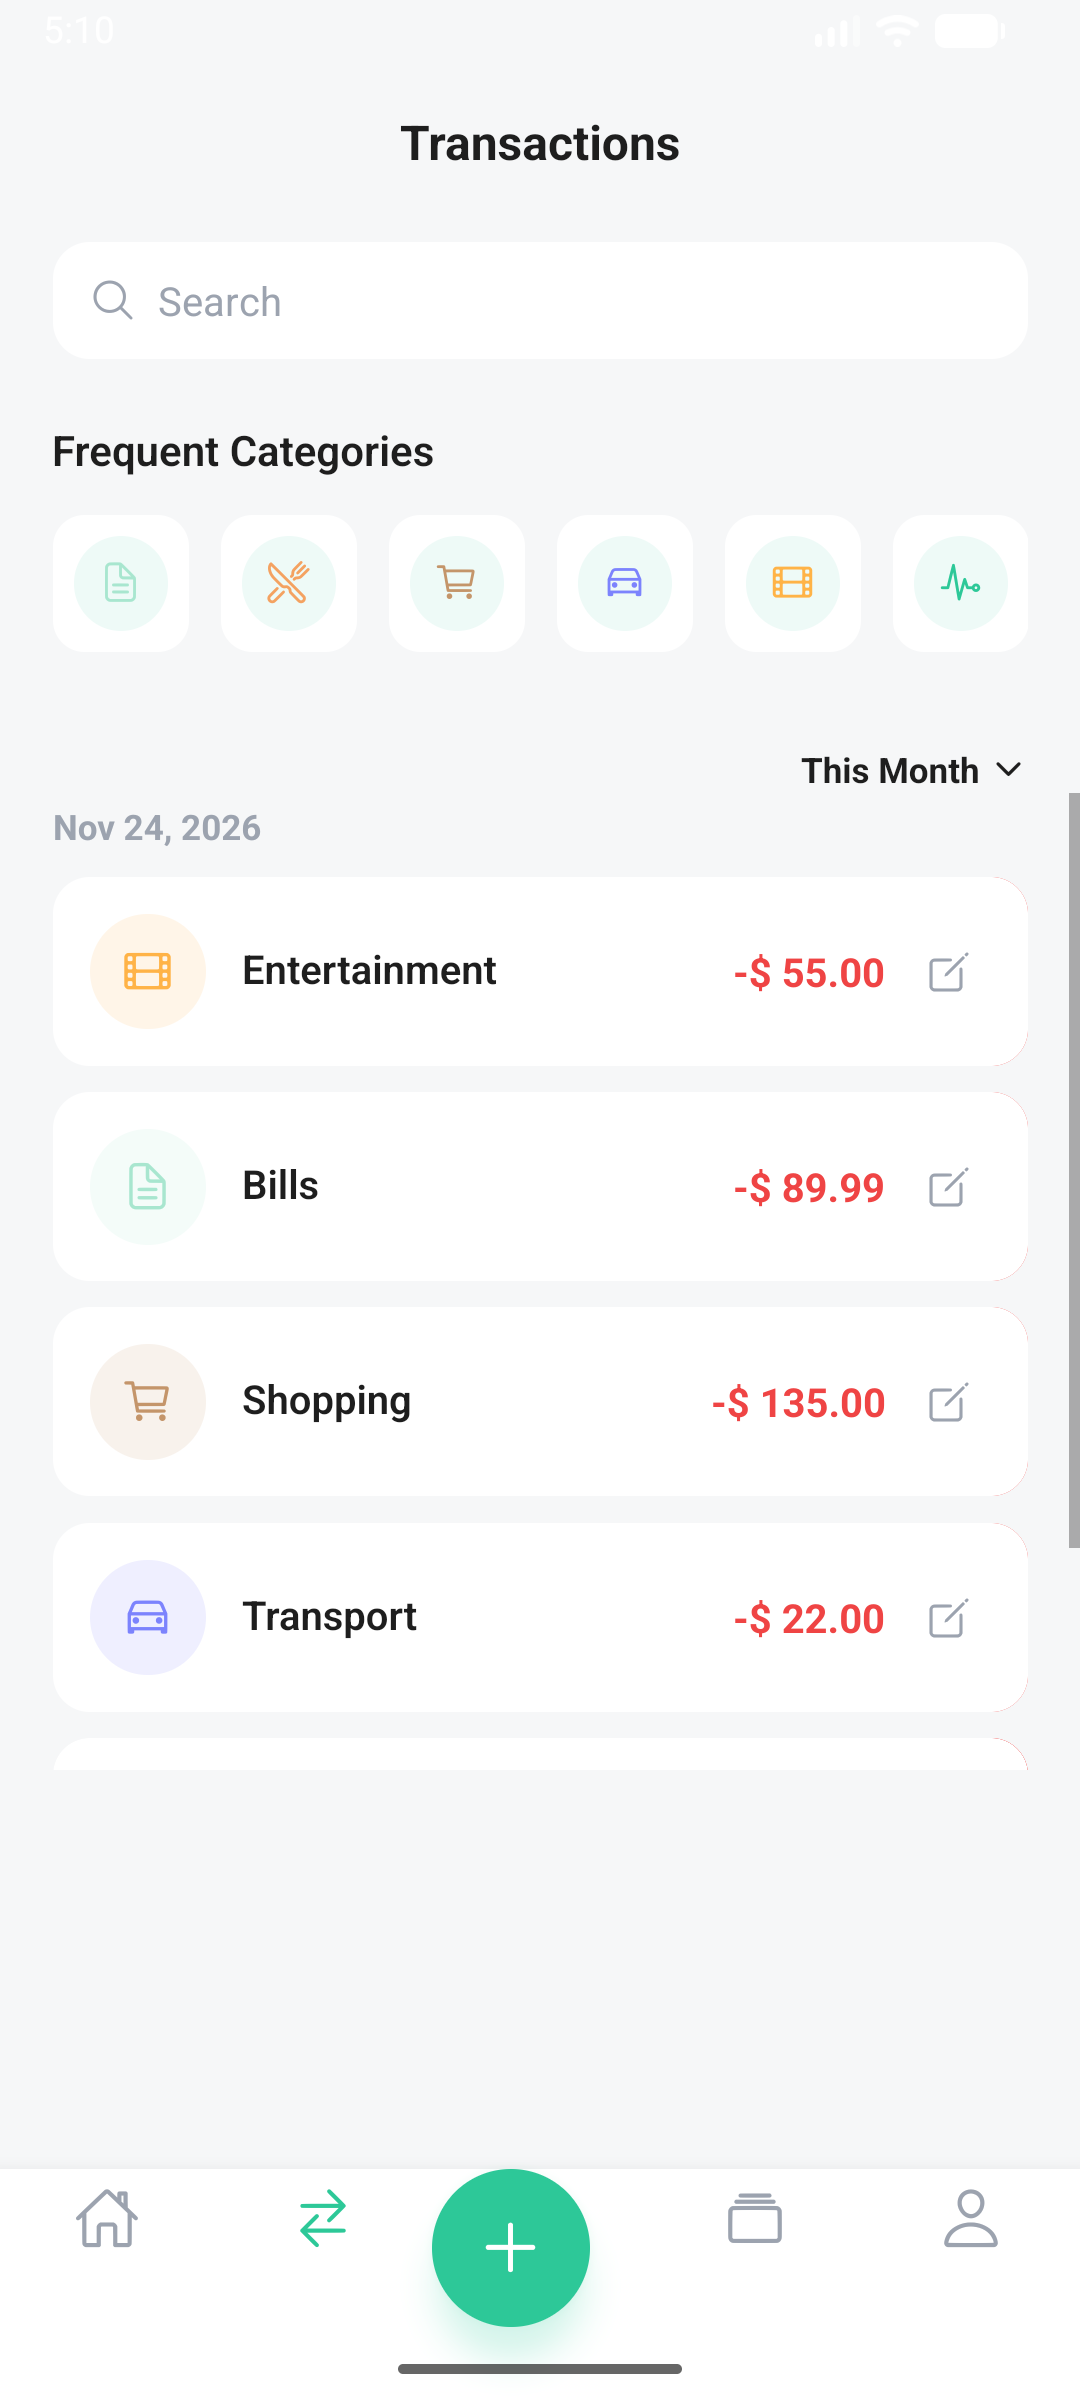 5:10
Transactions
Search
Frequent Categories
This Month
Nov 24, 2026
Entertainment -$ 55.00
Bills -$ 89.99
Shopping -$ 135.00
Transport -$ 22.00